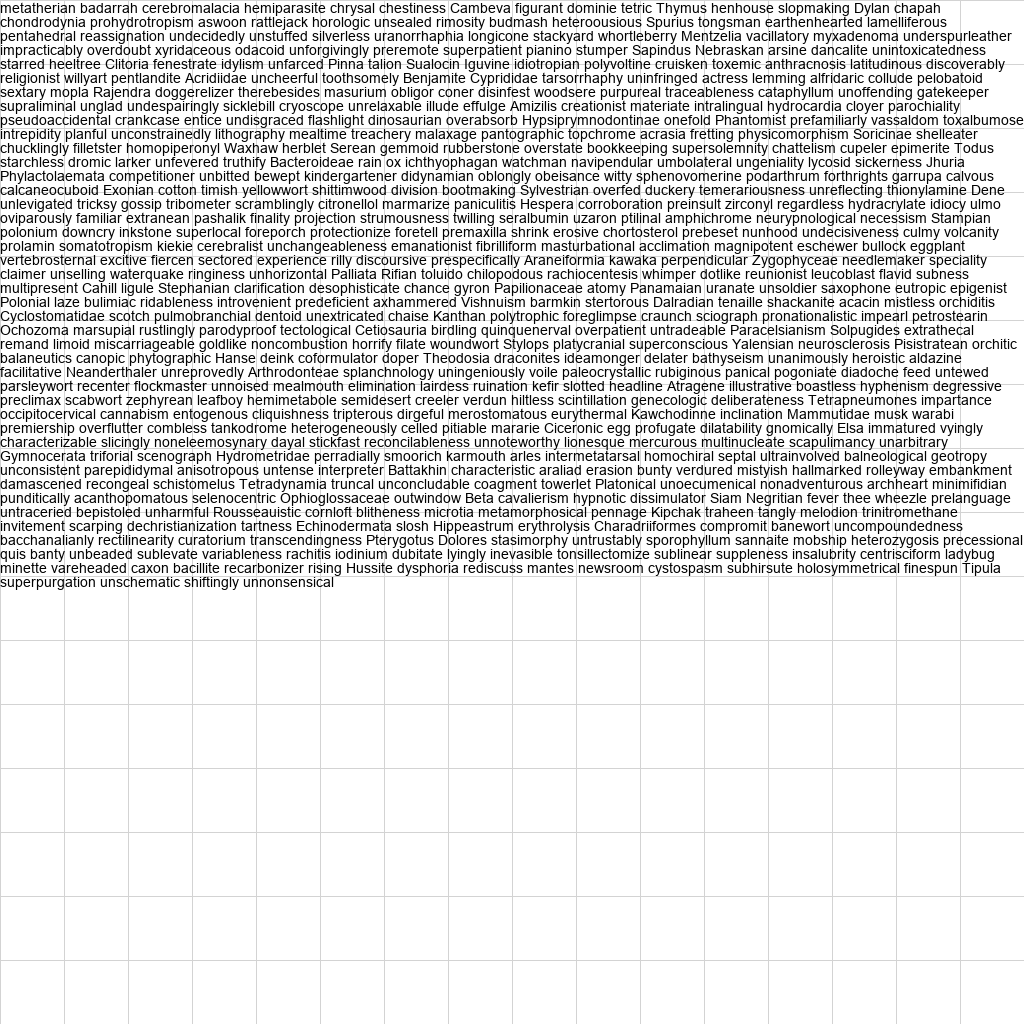 metatherian badarrah cerebromalacia hemiparasite chrysal chestiness Cambeva figurant dominie tetric Thymus henhouse slopmaking Dylan chapah
chondrodynia prohydrotropism aswoon rattlejack horologic unsealed rimosity budmash heteroousious Spurius tongsman earthenhearted lamelliferous
pentahedral reassignation undecidedly unstuffed silverless uranorrhaphia longicone stackyard whortleberry Mentzelia vacillatory myxadenoma underspurleather
impracticably overdoubt xyridaceous odacoid unforgivingly preremote superpatient pianino stumper Sapindus Nebraskan arsine dancalite unintoxicatedness
starred heeltree Clitoria fenestrate idylism unfarced Pinna talion Sualocin Iguvine idiotropian polyvoltine cruisken toxemic anthracnosis latitudinous discoverably
religionist willyart pentlandite Acridiidae uncheerful toothsomely Benjamite Cyprididae tarsorrhaphy uninfringed actress lemming alfridaric collude pelobatoid
sextary mopla Rajendra doggerelizer therebesides masurium obligor coner disinfest woodsere purpureal traceableness cataphyllum unoffending gatekeeper
supraliminal unglad undespairingly sicklebill cryoscope unrelaxable illude effulge Amizilis creationist materiate intralingual hydrocardia cloyer parochiality
pseudoaccidental crankcase entice undisgraced flashlight dinosaurian overabsorb Hypsiprymnodontinae onefold Phantomist prefamiliarly vassaldom toxalbumose
intrepidity planful unconstrainedly lithography mealtime treachery malaxage pantographic topchrome acrasia fretting physicomorphism Soricinae shelleater
chucklingly filletster homopiperonyl Waxhaw herblet Serean gemmoid rubberstone overstate bookkeeping supersolemnity chattelism cupeler epimerite Todus
starchless dromic larker unfevered truthify Bacteroideae rain ox ichthyophagan watchman navipendular umbolateral ungeniality lycosid sickerness Jhuria
Phylactolaemata competitioner unbitted bewept kindergartener didynamian oblongly obeisance witty sphenovomerine podarthrum forthrights garrupa calvous
calcaneocuboid Exonian cotton timish yellowwort shittimwood division bootmaking Sylvestrian overfed duckery temerariousness unreflecting thionylamine Dene
unlevigated tricksy gossip tribometer scramblingly citronellol marmarize paniculitis Hespera corroboration preinsult zirconyl regardless hydracrylate idiocy ulmo
oviparously familiar extranean pashalik finality projection strumousness twilling seralbumin uzaron ptilinal amphichrome neurypnological necessism Stampian
polonium downcry inkstone superlocal foreporch protectionize foretell premaxilla shrink erosive chortosterol prebeset nunhood undecisiveness culmy volcanity
prolamin somatotropism kiekie cerebralist unchangeableness emanationist fibrilliform masturbational acclimation magnipotent eschewer bullock eggplant
vertebrosternal excitive fiercen sectored experience rilly discoursive prespecifically Araneiformia kawaka perpendicular Zygophyceae needlemaker speciality
claimer unselling waterquake ringiness unhorizontal Palliata Rifian toluido chilopodous rachiocentesis whimper dotlike reunionist leucoblast flavid subness
multipresent Cahill ligule Stephanian clarification desophisticate chance gyron Papilionaceae atomy Panamaian uranate unsoldier saxophone eutropic epigenist
Polonial laze bulimiac ridableness introvenient predeficient axhammered Vishnuism barmkin stertorous Dalradian tenaille shackanite acacin mistless orchiditis
Cyclostomatidae scotch pulmobranchial dentoid unextricated chaise Kanthan polytrophic foreglimpse craunch sciograph pronationalistic impearl petrostearin
Ochozoma marsupial rustlingly parodyproof tectological Cetiosauria birdling quinquenerval overpatient untradeable Paracelsianism Solpugides extrathecal
remand limoid miscarriageable goldlike noncombustion horrify filate woundwort Stylops platycranial superconscious Yalensian neurosclerosis Pisistratean orchitic
balaneutics canopic phytographic Hanse deink coformulator doper Theodosia draconites ideamonger delater bathyseism unanimously heroistic aldazine
facilitative Neanderthaler unreprovedly Arthrodonteae splanchnology uningeniously voile paleocrystallic rubiginous panical pogoniate diadoche feed untewed
parsleywort recenter flockmaster unnoised mealmouth elimination lairdess ruination kefir slotted headline Atragene illustrative boastless hyphenism degressive
preclimax scabwort zephyrean leafboy hemimetabole semidesert creeler verdun hiltless scintillation genecologic deliberateness Tetrapneumones impartance
occipitocervical cannabism entogenous cliquishness tripterous dirgeful merostomatous eurythermal Kawchodinne inclination Mammutidae musk warabi
premiership overflutter combless tankodrome heterogeneously celled pitiable mararie Ciceronic egg profugate dilatability gnomically Elsa immatured vyingly
characterizable slicingly noneleemosynary dayal stickfast reconcilableness unnoteworthy lionesque mercurous multinucleate scapulimancy unarbitrary
Gymnocerata triforial scenograph Hydrometridae perradially smoorich karmouth arles intermetatarsal homochiral septal ultrainvolved balneological geotropy
unconsistent parepididymal anisotropous untense interpreter Battakhin characteristic araliad erasion bunty verdured mistyish hallmarked rolleyway embankment
damascened recongeal schistomelus Tetradynamia truncal unconcludable coagment towerlet Platonical unoecumenical nonadventurous archheart minimifidian
punditically acanthopomatous selenocentric Ophioglossaceae outwindow Beta cavalierism hypnotic dissimulator Siam Negritian fever thee wheezle prelanguage
untraceried bepistoled unharmful Rousseauistic cornloft blitheness microtia metamorphosical pennage Kipchak traheen tangly melodion trinitromethane
invitement scarping dechristianization tartness Echinodermata slosh Hippeastrum erythrolysis Charadriiformes compromit banewort uncompoundedness
bacchanalianly rectilinearity curatorium transcendingness Pterygotus Dolores stasimorphy untrustably sporophyllum sannaite mobship heterozygosis precessional
quis banty unbeaded sublevate variableness rachitis iodinium dubitate lyingly inevasible tonsillectomize sublinear suppleness insalubrity centrisciform ladybug
minette vareheaded caxon bacillite recarbonizer rising Hussite dysphoria rediscuss mantes newsroom cystospasm subhirsute holosymmetrical finespun Tipula
superpurgation unschematic shiftingly unnonsensical